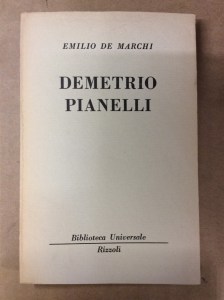 EMILIO DE MARCHI
DEMETRIO
PIANELLI
Biblioteca Universale
Rizzoli